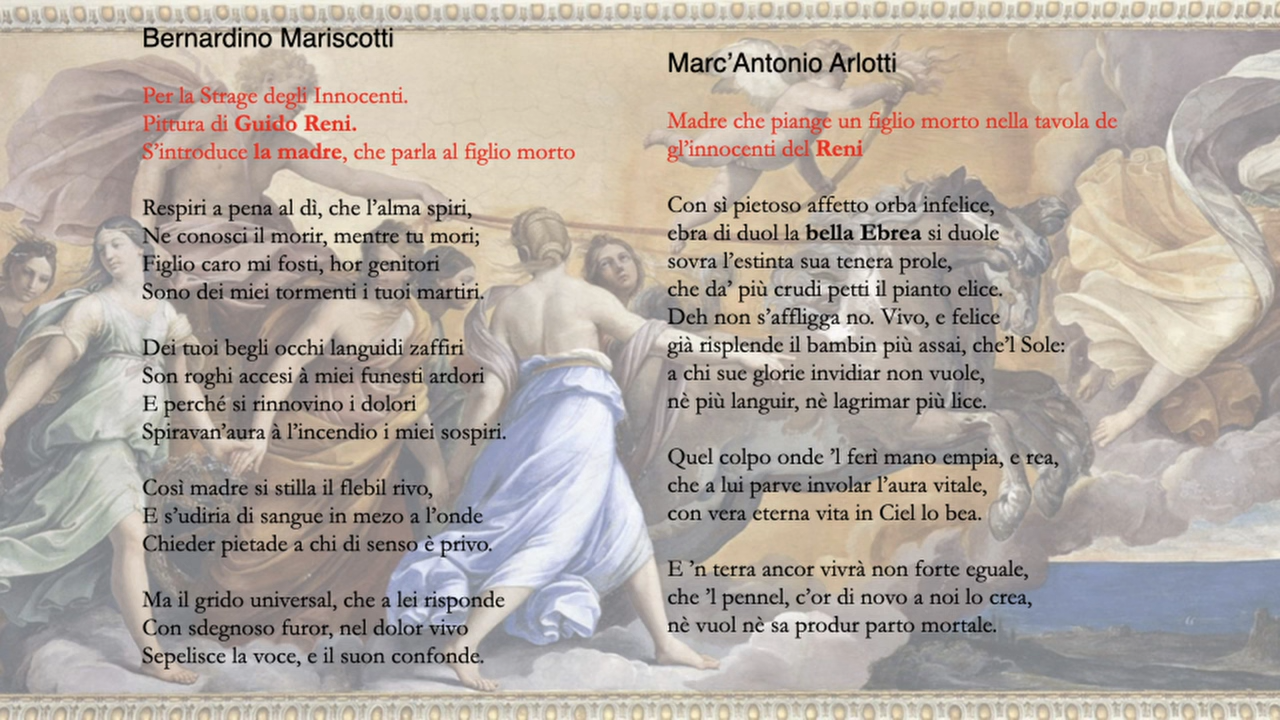 Bernardino Mariscotti
Per la Strage degli Innocenti.
Pittura di Guido Reni.
S'introduce la madre, che parla al figlio morto
Respiri a pena al dì, che l'alma spiri,
Ne conosci il morir, mentre tu mori;
Figlio caro mi fosti, hor genitori
Sono dei miei tormenti i tuoi martiri.
Dei tuoi begli occhi languidi zaffiri
Son roghi accesi à miei funesti ardori
E perché si rinnovino i dolori
Spiravan'aura à l'incendio i miei sospiri.
Così madre si stilla il flebil rivo,
E s'udiria di sangue in mezo a l'onde
Chieder pietade a chi di senso è privo.
Ma il grido universal, che a lei risponde
Con sdegnoso furor, nel dolor vivo
Sepelisce la voce, e il suon confonde.
Marc'Antonio Arlotti
Madre che piange un figlio morto nella tavola de
gl'innocenti del Reni
Con sì pietoso affetto orba infelice,
ebra di duol la bella Ebrea si duole
sovra l'estinta sua tenera prole,
che da' più crudi petti il pianto elice.
Deh non s'affligga no. Vivo, e felice
già risplende il bambin più assai, che'l Sole:
a chi sue glorie invidiar non vuole,
nè più languir, nè lagrimar più lice.
Quel colpo onde 'l ferì mano empia, e rea,
che a lui parve involar l'aura vitale,
con vera eterna vita in Ciel lo bea.
E 'n terra ancor vivrà non forte eguale,
che 'l pennel, c'or di novo a noi lo crea,
nè vuol nè sa produr parto mortale.